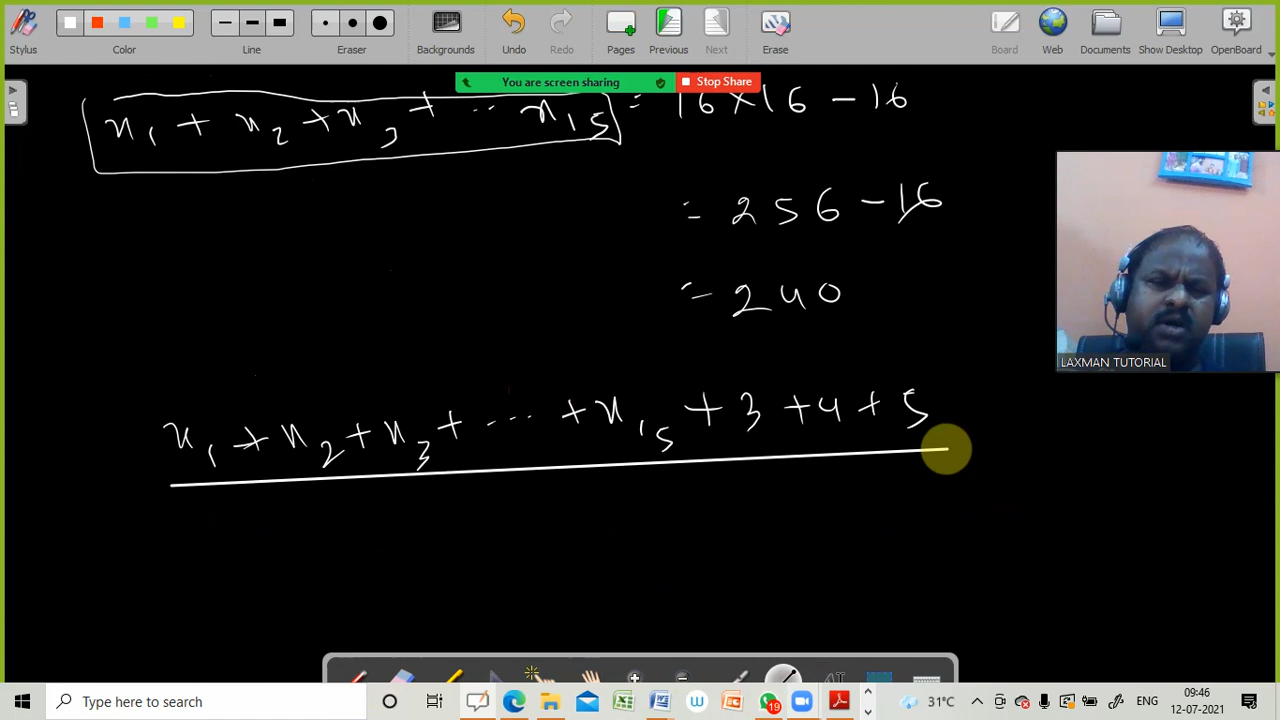 Stylus Color Line Eraser Backgrounds Undo Redo Pages Previous Next Erase Board Web Documents Show Desktop OpenBoard
You are screen sharing Stop Share
x₁ + x₂ + x₃ + ... x₁₅ = 16 × 16 - 16
= 256 - 16
= 240
LAXMAN TUTORIAL
x₁ + x₂ + x₃ + ... + x₁₅ + 3 + 4 + 5
Type here to search 19 31°C ENG 09:46
12-07-2021